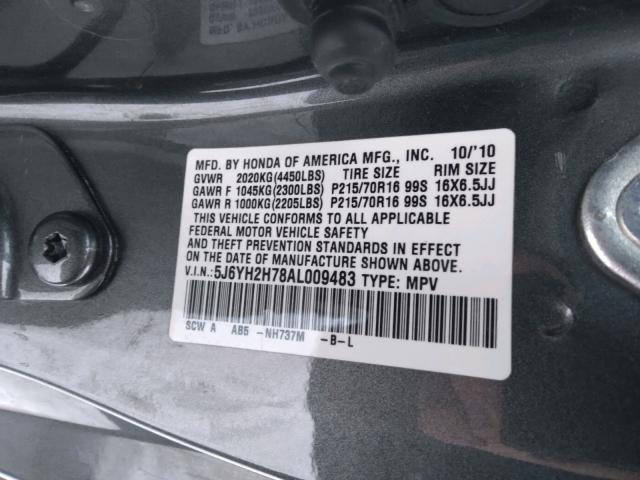 MFD. BY HONDA OF AMERICA MFG., INC. 10/'10
GVWR 2020KG(4450LBS) TIRE SIZE RIM SIZE
GAWR F 1045KG(2300LBS) P215/70R16 99S 16X6.5JJ
GAWR R 1000KG(2205LBS) P215/70R16 99S 16X6.5JJ
THIS VEHICLE CONFORMS TO ALL APPLICABLE
FEDERAL MOTOR VEHICLE SAFETY
AND THEFT PREVENTION STANDARDS IN EFFECT
ON THE DATE OF MANUFACTURE SHOWN ABOVE.
V.I.N.: 5J6YH2H78AL009483 TYPE: MPV
SCW A AB5 -NH737M -B-L